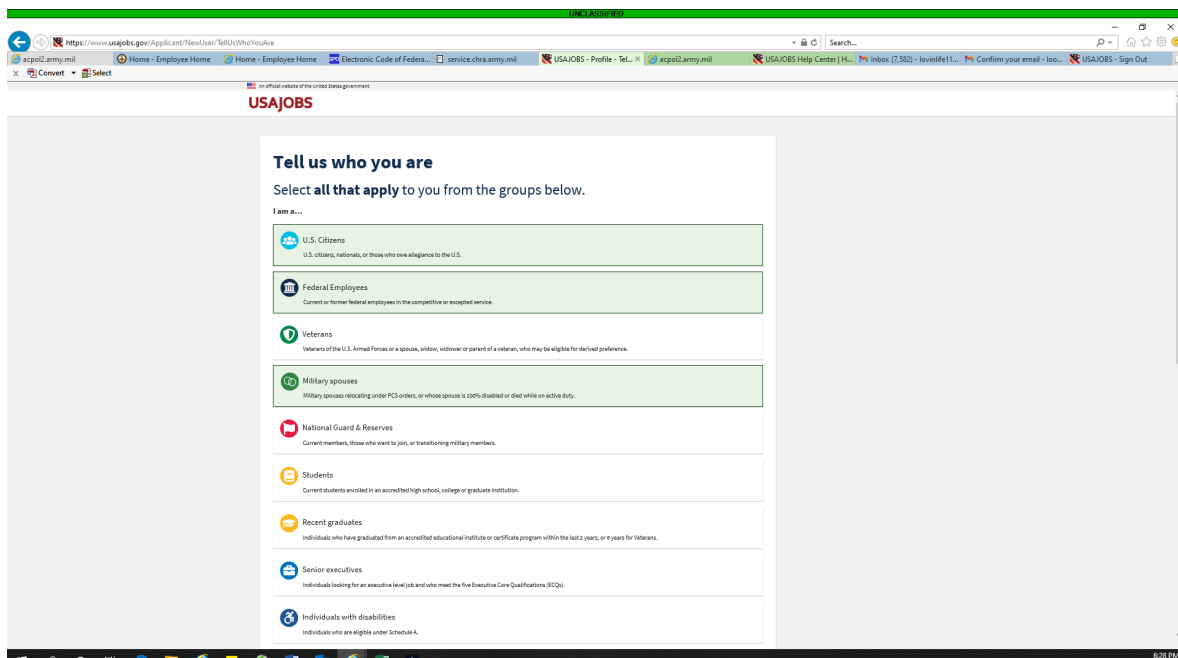 UNCLASSIFIED
https://www.usajobs.gov/Applicant/NewUser/TellUsWhoYouAre
Search...
acpol2.army.mil Home - Employee Home Home - Employee Home Electronic Code of Federa... service.chra.army.mil USAJOBS - Profile - Tel... acpol2.army.mil USAJOBS Help Center | H... Inbox (7,582) - lovinlife11... Confirm your email - loo... USAJOBS - Sign Out
x Convert Select
An official website of the United States government
USAJOBS
Tell us who you are
Select all that apply to you from the groups below.
I am a...
U.S. Citizens
U.S. citizens, nationals, or those who owe allegiance to the U.S.
Federal Employees
Current or former federal employees in the competitive or excepted service.
Veterans
Veterans of the U.S. Armed Forces or a spouse, widow, widower or parent of a veteran, who may be eligible for derived preference.
Military spouses
Military spouses relocating under PCS orders, or whose spouse is 100% disabled or died while on active duty.
National Guard & Reserves
Current members, those who want to join, or transitioning military members.
Students
Current students enrolled in an accredited high school, college or graduate institution.
Recent graduates
Individuals who have graduated from an accredited educational institute or certificate program within the last 2 years, or 6 years for Veterans.
Senior executives
Individuals looking for an executive level job and who meet the five Executive Core Qualifications (ECQs).
Individuals with disabilities
Individuals who are eligible under Schedule A.
6:28 PM